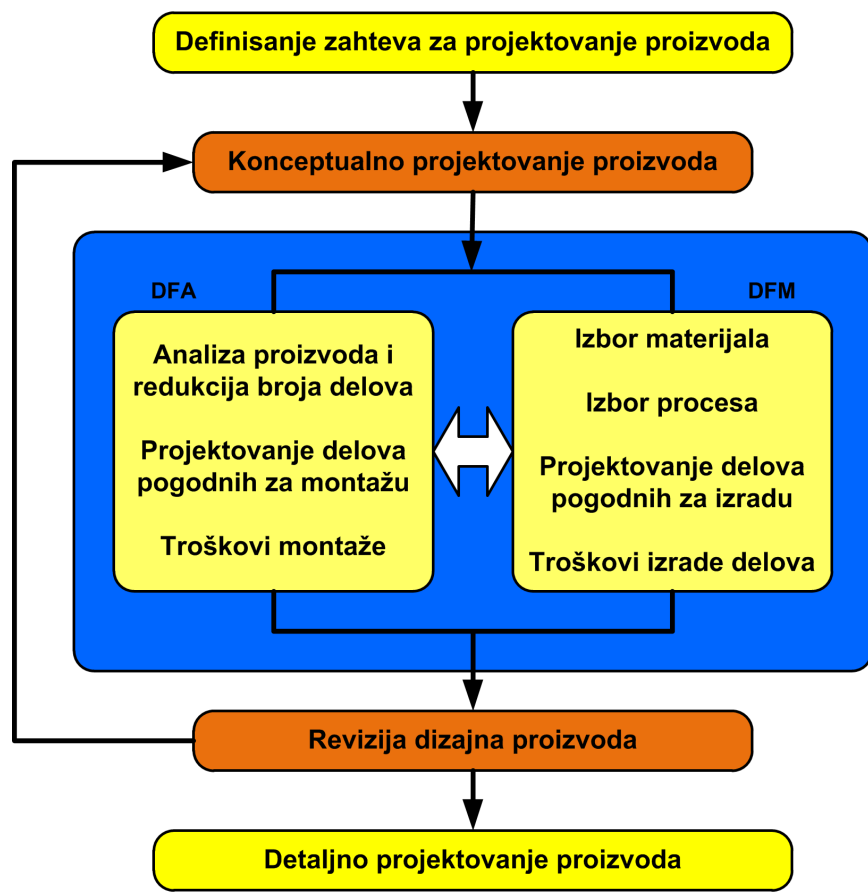 Definisanje zahteva za projektovanje proizvoda
Konceptualno projektovanje proizvoda
DFA
Analiza proizvoda i
redukcija broja delova
Projektovanje delova
pogodnih za montažu
Troškovi montaže
DFM
Izbor materijala
Izbor procesa
Projektovanje delova
pogodnih za izradu
Troškovi izrade delova
Revizija dizajna proizvoda
Detaljno projektovanje proizvoda